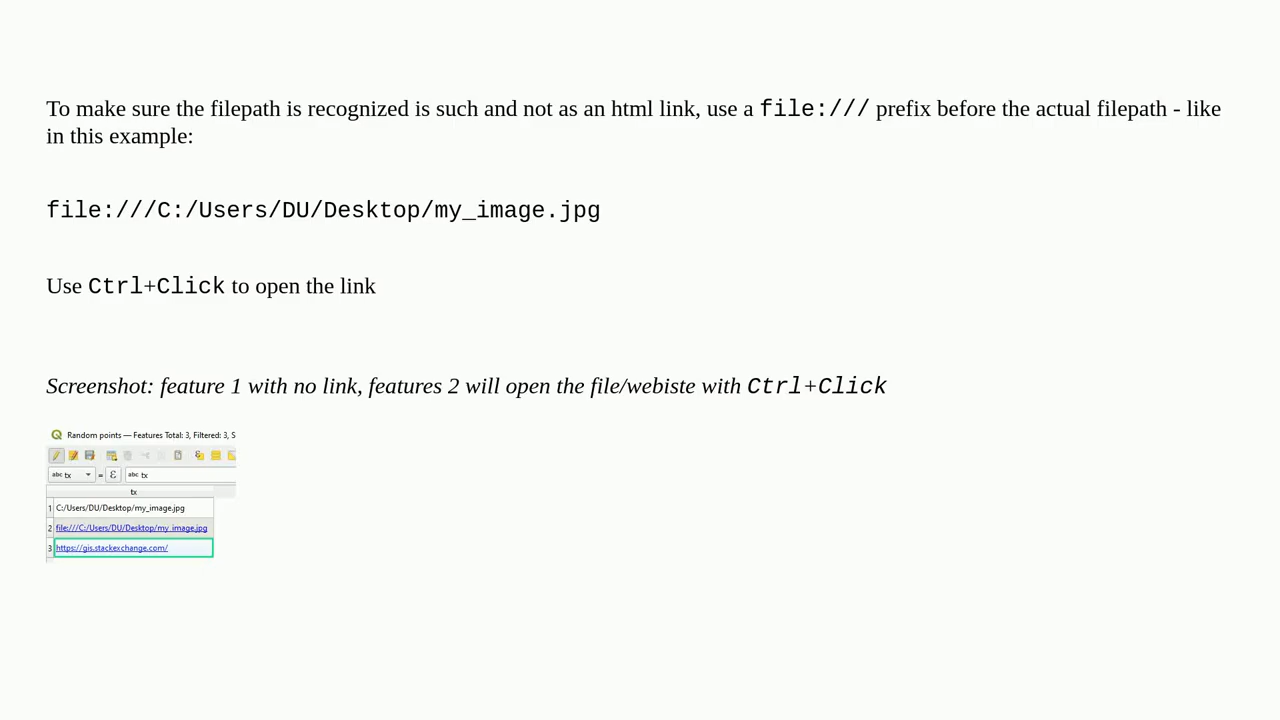 To make sure the filepath is recognized is such and not as an html link, use a file:/// prefix before the actual filepath - like
in this example:
file:///C:/Users/DU/Desktop/my_image.jpg
Use Ctrl+Click to open the link
Screenshot: feature 1 with no link, features 2 will open the file/webiste with Ctrl+Click
Random points — Features Total: 3, Filtered: 3, S
abc tx = ε abc tx
tx
1 C:/Users/DU/Desktop/my_image.jpg
2 file:///C:/Users/DU/Desktop/my_image.jpg
3 https://gis.stackexchange.com/